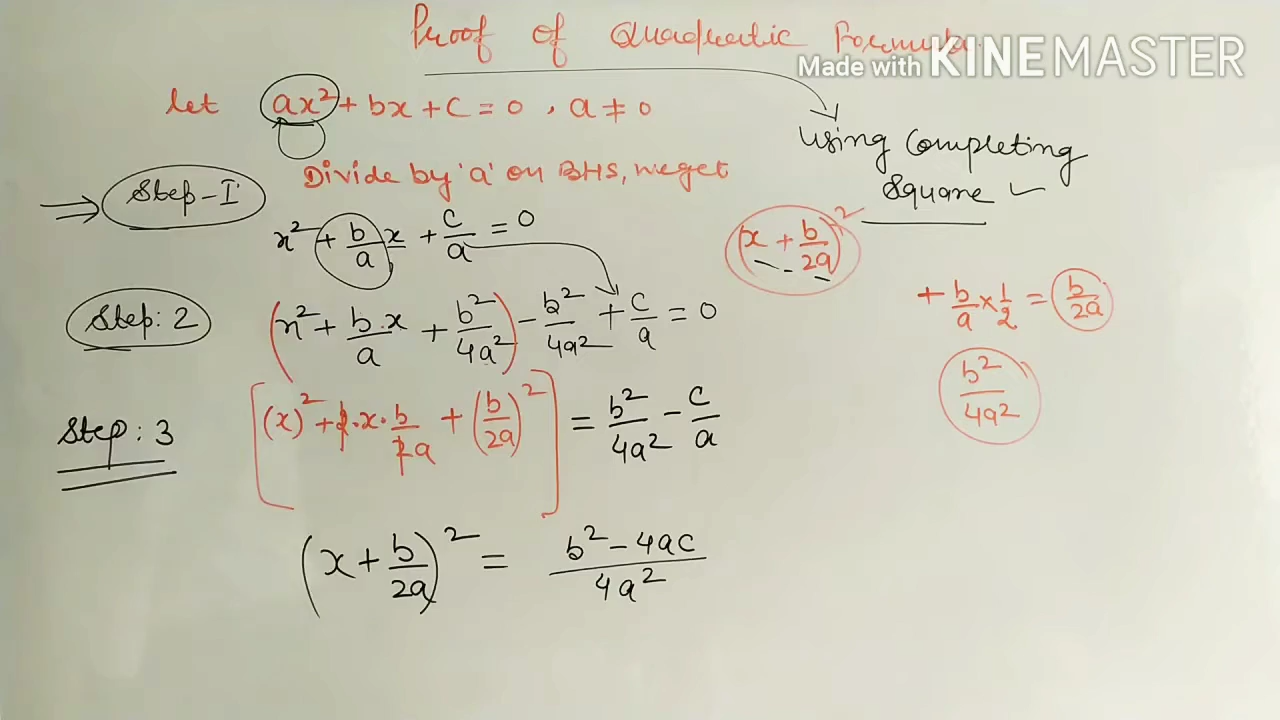 Proof of Quadratic Formula
Made with KINEMASTER
let ax² + bx + c = 0 , a ≠ 0
Using Completing
Square ✓
Step-I
Divide by 'a' on BHS, we get
x² + b/a x + c/a = 0
(x + b/2a)²
+ b/a × 1/2 = b/2a
Step: 2
(x² + b/a · x + b²/4a²) - b²/4a² + c/a = 0
b²/4a²
Step: 3
[(x)² + 2 · x · b/2a + (b/2a)²] = b²/4a² - c/a
(x + b/2a)² = b² - 4ac/4a²